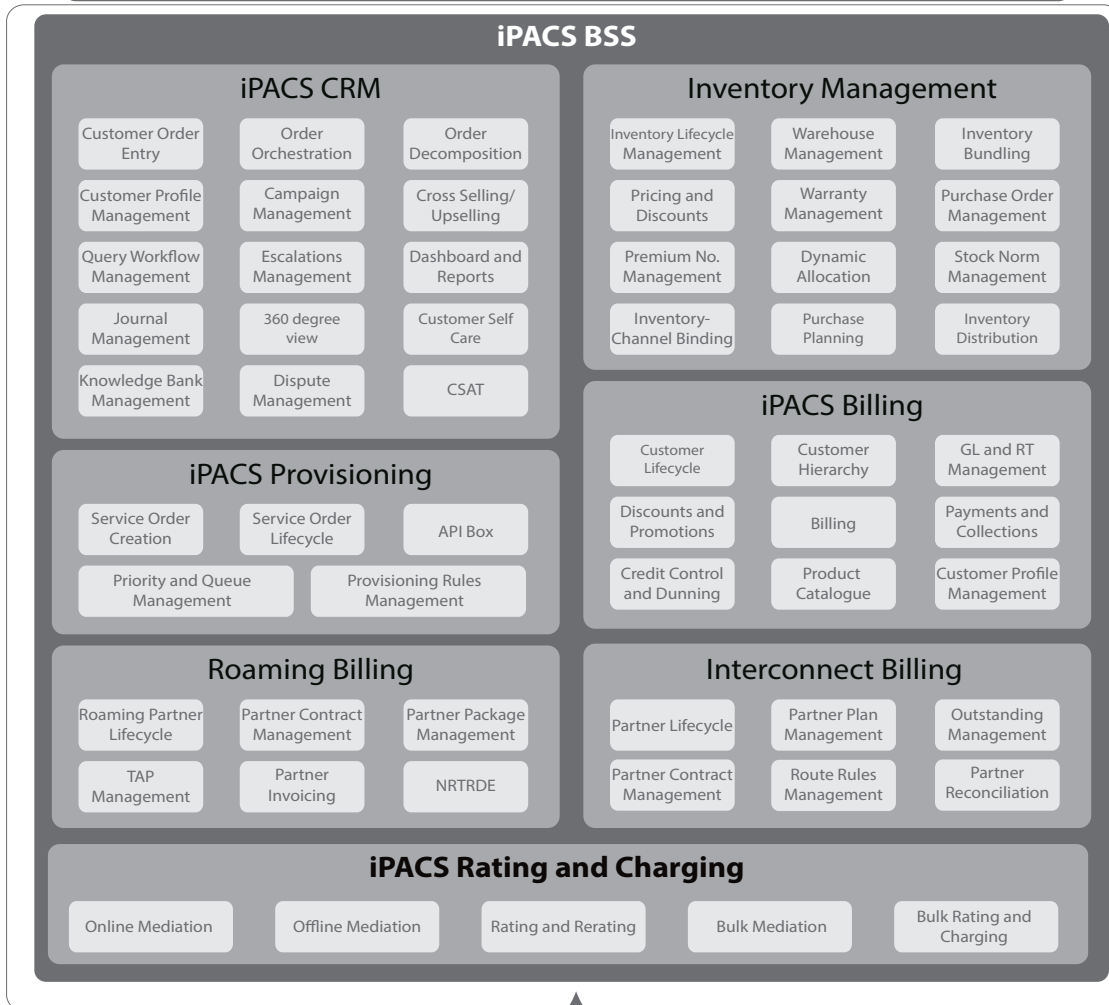 iPACS BSS
iPACS CRM
Customer Order
Entry
Order
Orchestration
Order
Decomposition
Customer Profile
Management
Campaign
Management
Cross Selling/
Upselling
Query Workflow
Management
Escalations
Management
Dashboard and
Reports
Journal
Management
360 degree
view
Customer Self
Care
Knowledge Bank
Management
Dispute
Management
CSAT
Inventory Management
Inventory Lifecycle
Management
Warehouse
Management
Inventory
Bundling
Pricing and
Discounts
Warranty
Management
Purchase Order
Management
Premium No.
Management
Dynamic
Allocation
Stock Norm
Management
Inventory-
Channel Binding
Purchase
Planning
Inventory
Distribution
iPACS Provisioning
Service Order
Creation
Service Order
Lifecycle
API Box
Priority and Queue
Management
Provisioning Rules
Management
iPACS Billing
Customer
Lifecycle
Customer
Hierarchy
GL and RT
Management
Discounts and
Promotions
Billing
Payments and
Collections
Credit Control
and Dunning
Product
Catalogue
Customer Profile
Management
Roaming Billing
Roaming Partner
Lifecycle
Partner Contract
Management
Partner Package
Management
TAP
Management
Partner
Invoicing
NRTRDE
Interconnect Billing
Partner Lifecycle
Partner Plan
Management
Outstanding
Management
Partner Contract
Management
Route Rules
Management
Partner
Reconciliation
iPACS Rating and Charging
Online Mediation
Offline Mediation
Rating and Rerating
Bulk Mediation
Bulk Rating and
Charging